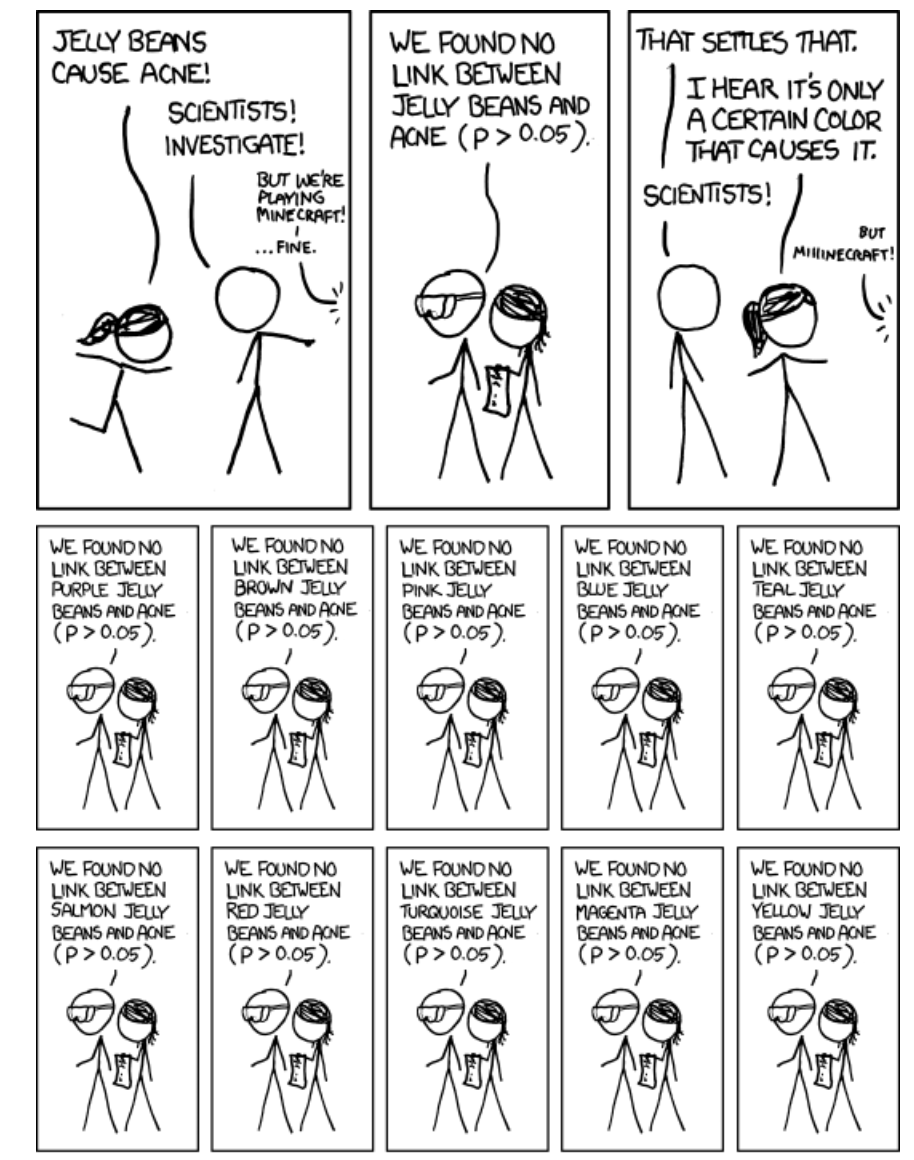 JELLY BEANS
CAUSE ACNE!
SCIENTISTS!
INVESTIGATE!
BUT WE'RE
PLAYING
MINECRAFT!
...FINE.
WE FOUND NO
LINK BETWEEN
JELLY BEANS AND
ACNE (P > 0.05).
THAT SETTLES THAT.
I HEAR IT'S ONLY
A CERTAIN COLOR
THAT CAUSES IT.
SCIENTISTS!
BUT
MIIIINECRAFT!
WE FOUND NO
LINK BETWEEN
PURPLE JELLY
BEANS AND ACNE
(P > 0.05).
WE FOUND NO
LINK BETWEEN
BROWN JELLY
BEANS AND ACNE
(P > 0.05).
WE FOUND NO
LINK BETWEEN
PINK JELLY
BEANS AND ACNE
(P > 0.05).
WE FOUND NO
LINK BETWEEN
BLUE JELLY
BEANS AND ACNE
(P > 0.05).
WE FOUND NO
LINK BETWEEN
TEAL JELLY
BEANS AND ACNE
(P > 0.05).
WE FOUND NO
LINK BETWEEN
SALMON JELLY
BEANS AND ACNE
(P > 0.05).
WE FOUND NO
LINK BETWEEN
RED JELLY
BEANS AND ACNE
(P > 0.05).
WE FOUND NO
LINK BETWEEN
TURQUOISE JELLY
BEANS AND ACNE
(P > 0.05).
WE FOUND NO
LINK BETWEEN
MAGENTA JELLY
BEANS AND ACNE
(P > 0.05).
WE FOUND NO
LINK BETWEEN
YELLOW JELLY
BEANS AND ACNE
(P > 0.05).